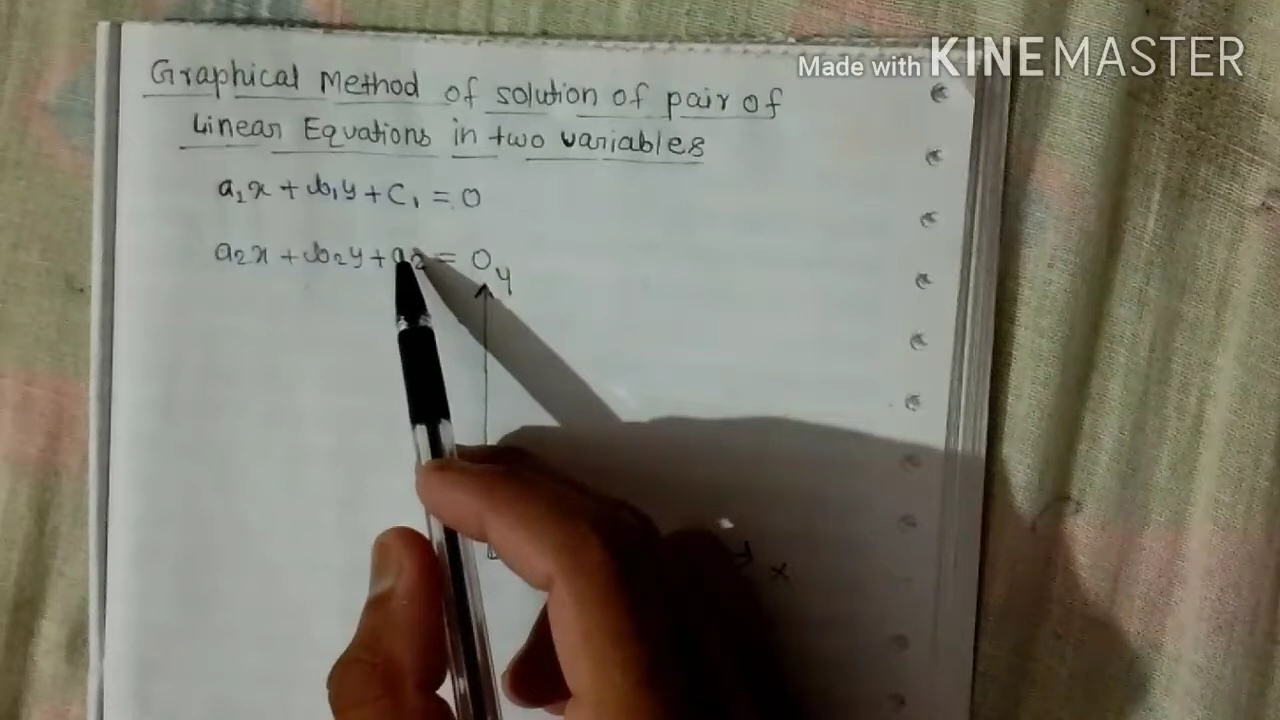 Made with KINEMASTER
Graphical Method of solution of pair of
Linear Equations in two variables
a₁x + b₁y + C₁ = 0
a₂x + b₂y + a₂ = 0
y
x